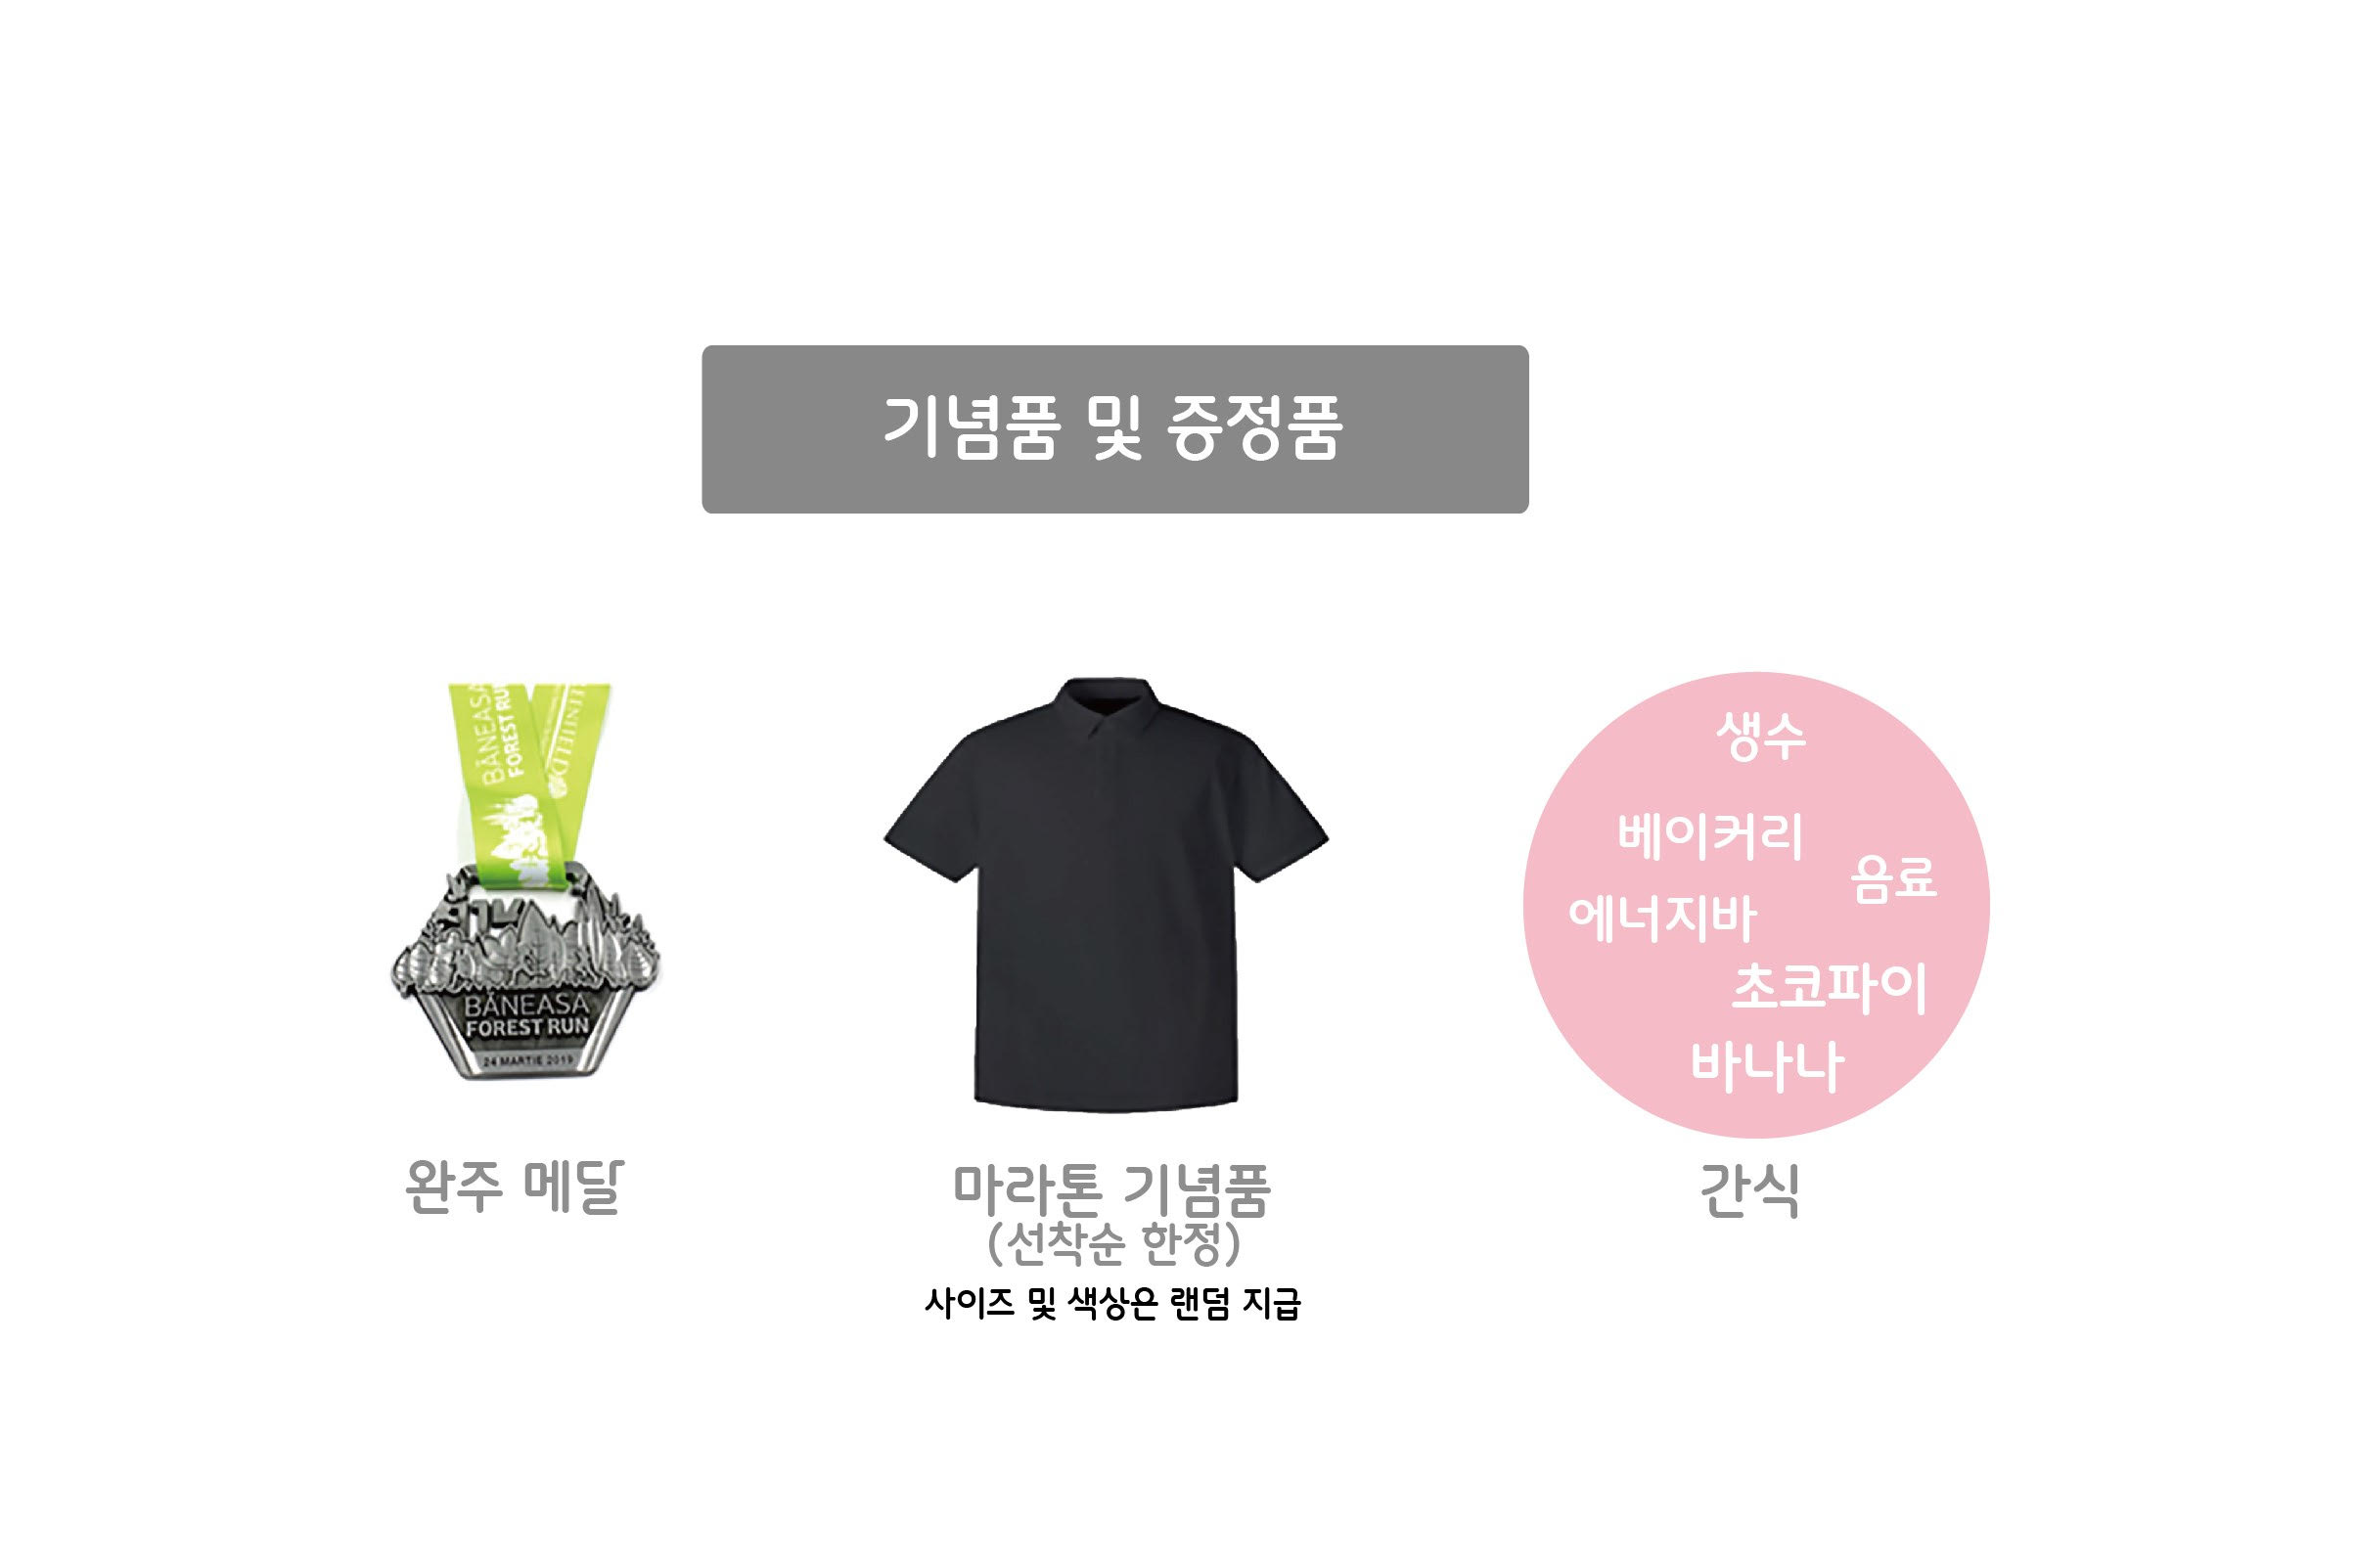 기념품 및 증정품
BĂNEASA
FOREST RUN
BĂNEASA
FOREST RUN
24 MARTIE 2019
완주 메달
마라톤 기념품
(선착순 한정)
사이즈 및 색상은 랜덤 지급
생수
베이커리
음료
에너지바
초코파이
바나나
간식